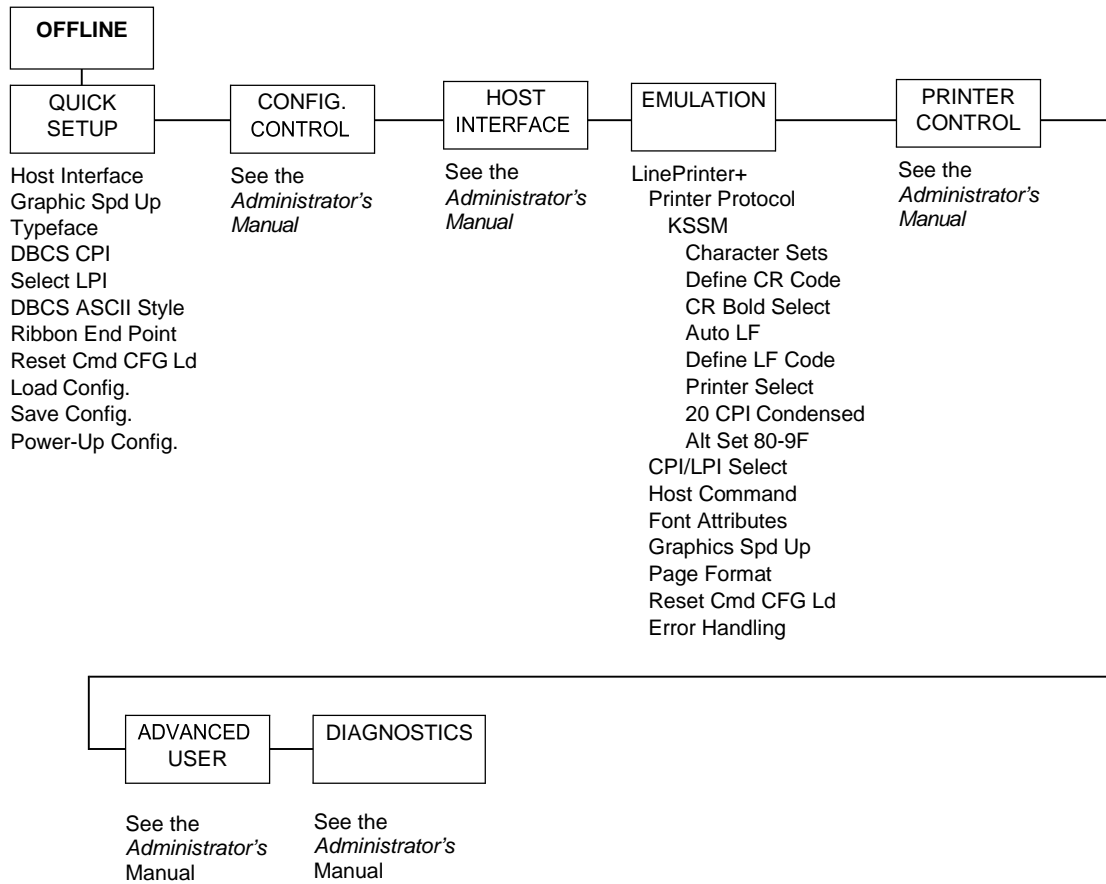 OFFLINE
QUICK
SETUP
CONFIG.
CONTROL
HOST
INTERFACE
EMULATION
PRINTER
CONTROL
Host Interface
Graphic Spd Up
Typeface
DBCS CPI
Select LPI
DBCS ASCII Style
Ribbon End Point
Reset Cmd CFG Ld
Load Config.
Save Config.
Power-Up Config.
See the
Administrator’s
Manual
See the
Administrator’s
Manual
LinePrinter+
Printer Protocol
KSSM
Character Sets
Define CR Code
CR Bold Select
Auto LF
Define LF Code
Printer Select
20 CPI Condensed
Alt Set 80-9F
CPI/LPI Select
Host Command
Font Attributes
Graphics Spd Up
Page Format
Reset Cmd CFG Ld
Error Handling
See the
Administrator’s
Manual
ADVANCED
USER
DIAGNOSTICS
See the
Administrator’s
Manual
See the
Administrator’s
Manual